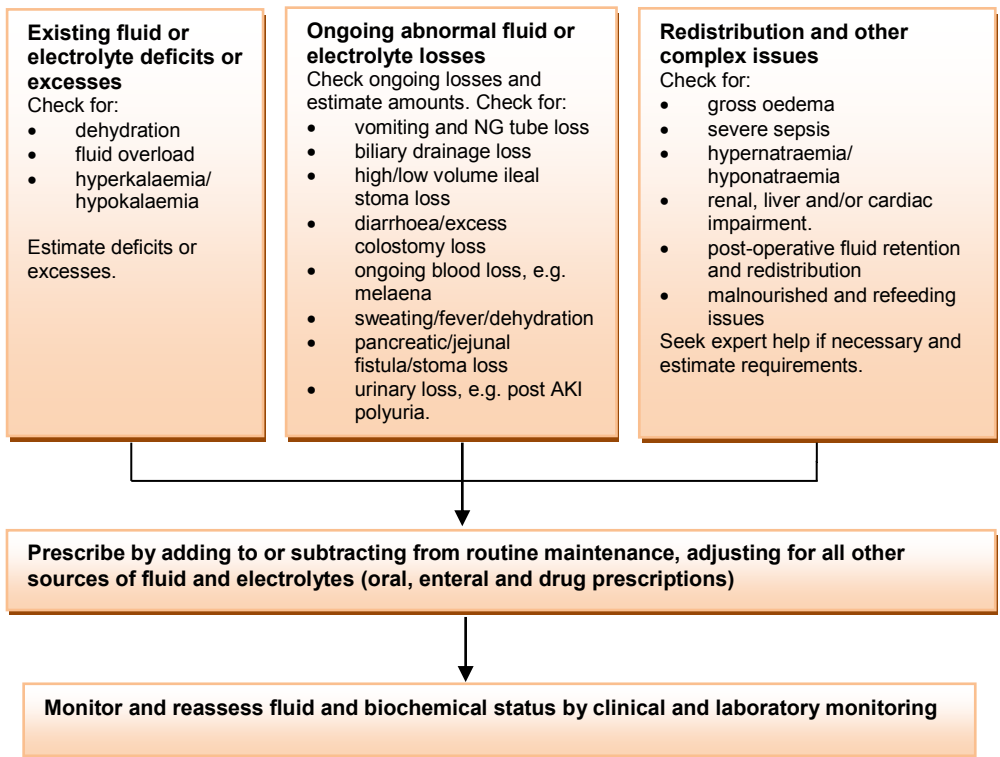 Existing fluid or
electrolyte deficits or
excesses
Check for:
• dehydration
• fluid overload
• hyperkalaemia/
hypokalaemia
Estimate deficits or
excesses.
Ongoing abnormal fluid or
electrolyte losses
Check ongoing losses and
estimate amounts. Check for:
• vomiting and NG tube loss
• biliary drainage loss
• high/low volume ileal
stoma loss
• diarrhoea/excess
colostomy loss
• ongoing blood loss, e.g.
melaena
• sweating/fever/dehydration
• pancreatic/jejunal
fistula/stoma loss
• urinary loss, e.g. post AKI
polyuria.
Redistribution and other
complex issues
Check for:
• gross oedema
• severe sepsis
• hypernatraemia/
hyponatraemia
• renal, liver and/or cardiac
impairment.
• post-operative fluid retention
and redistribution
• malnourished and refeeding
issues
Seek expert help if necessary and
estimate requirements.
Prescribe by adding to or subtracting from routine maintenance, adjusting for all other
sources of fluid and electrolytes (oral, enteral and drug prescriptions)
Monitor and reassess fluid and biochemical status by clinical and laboratory monitoring